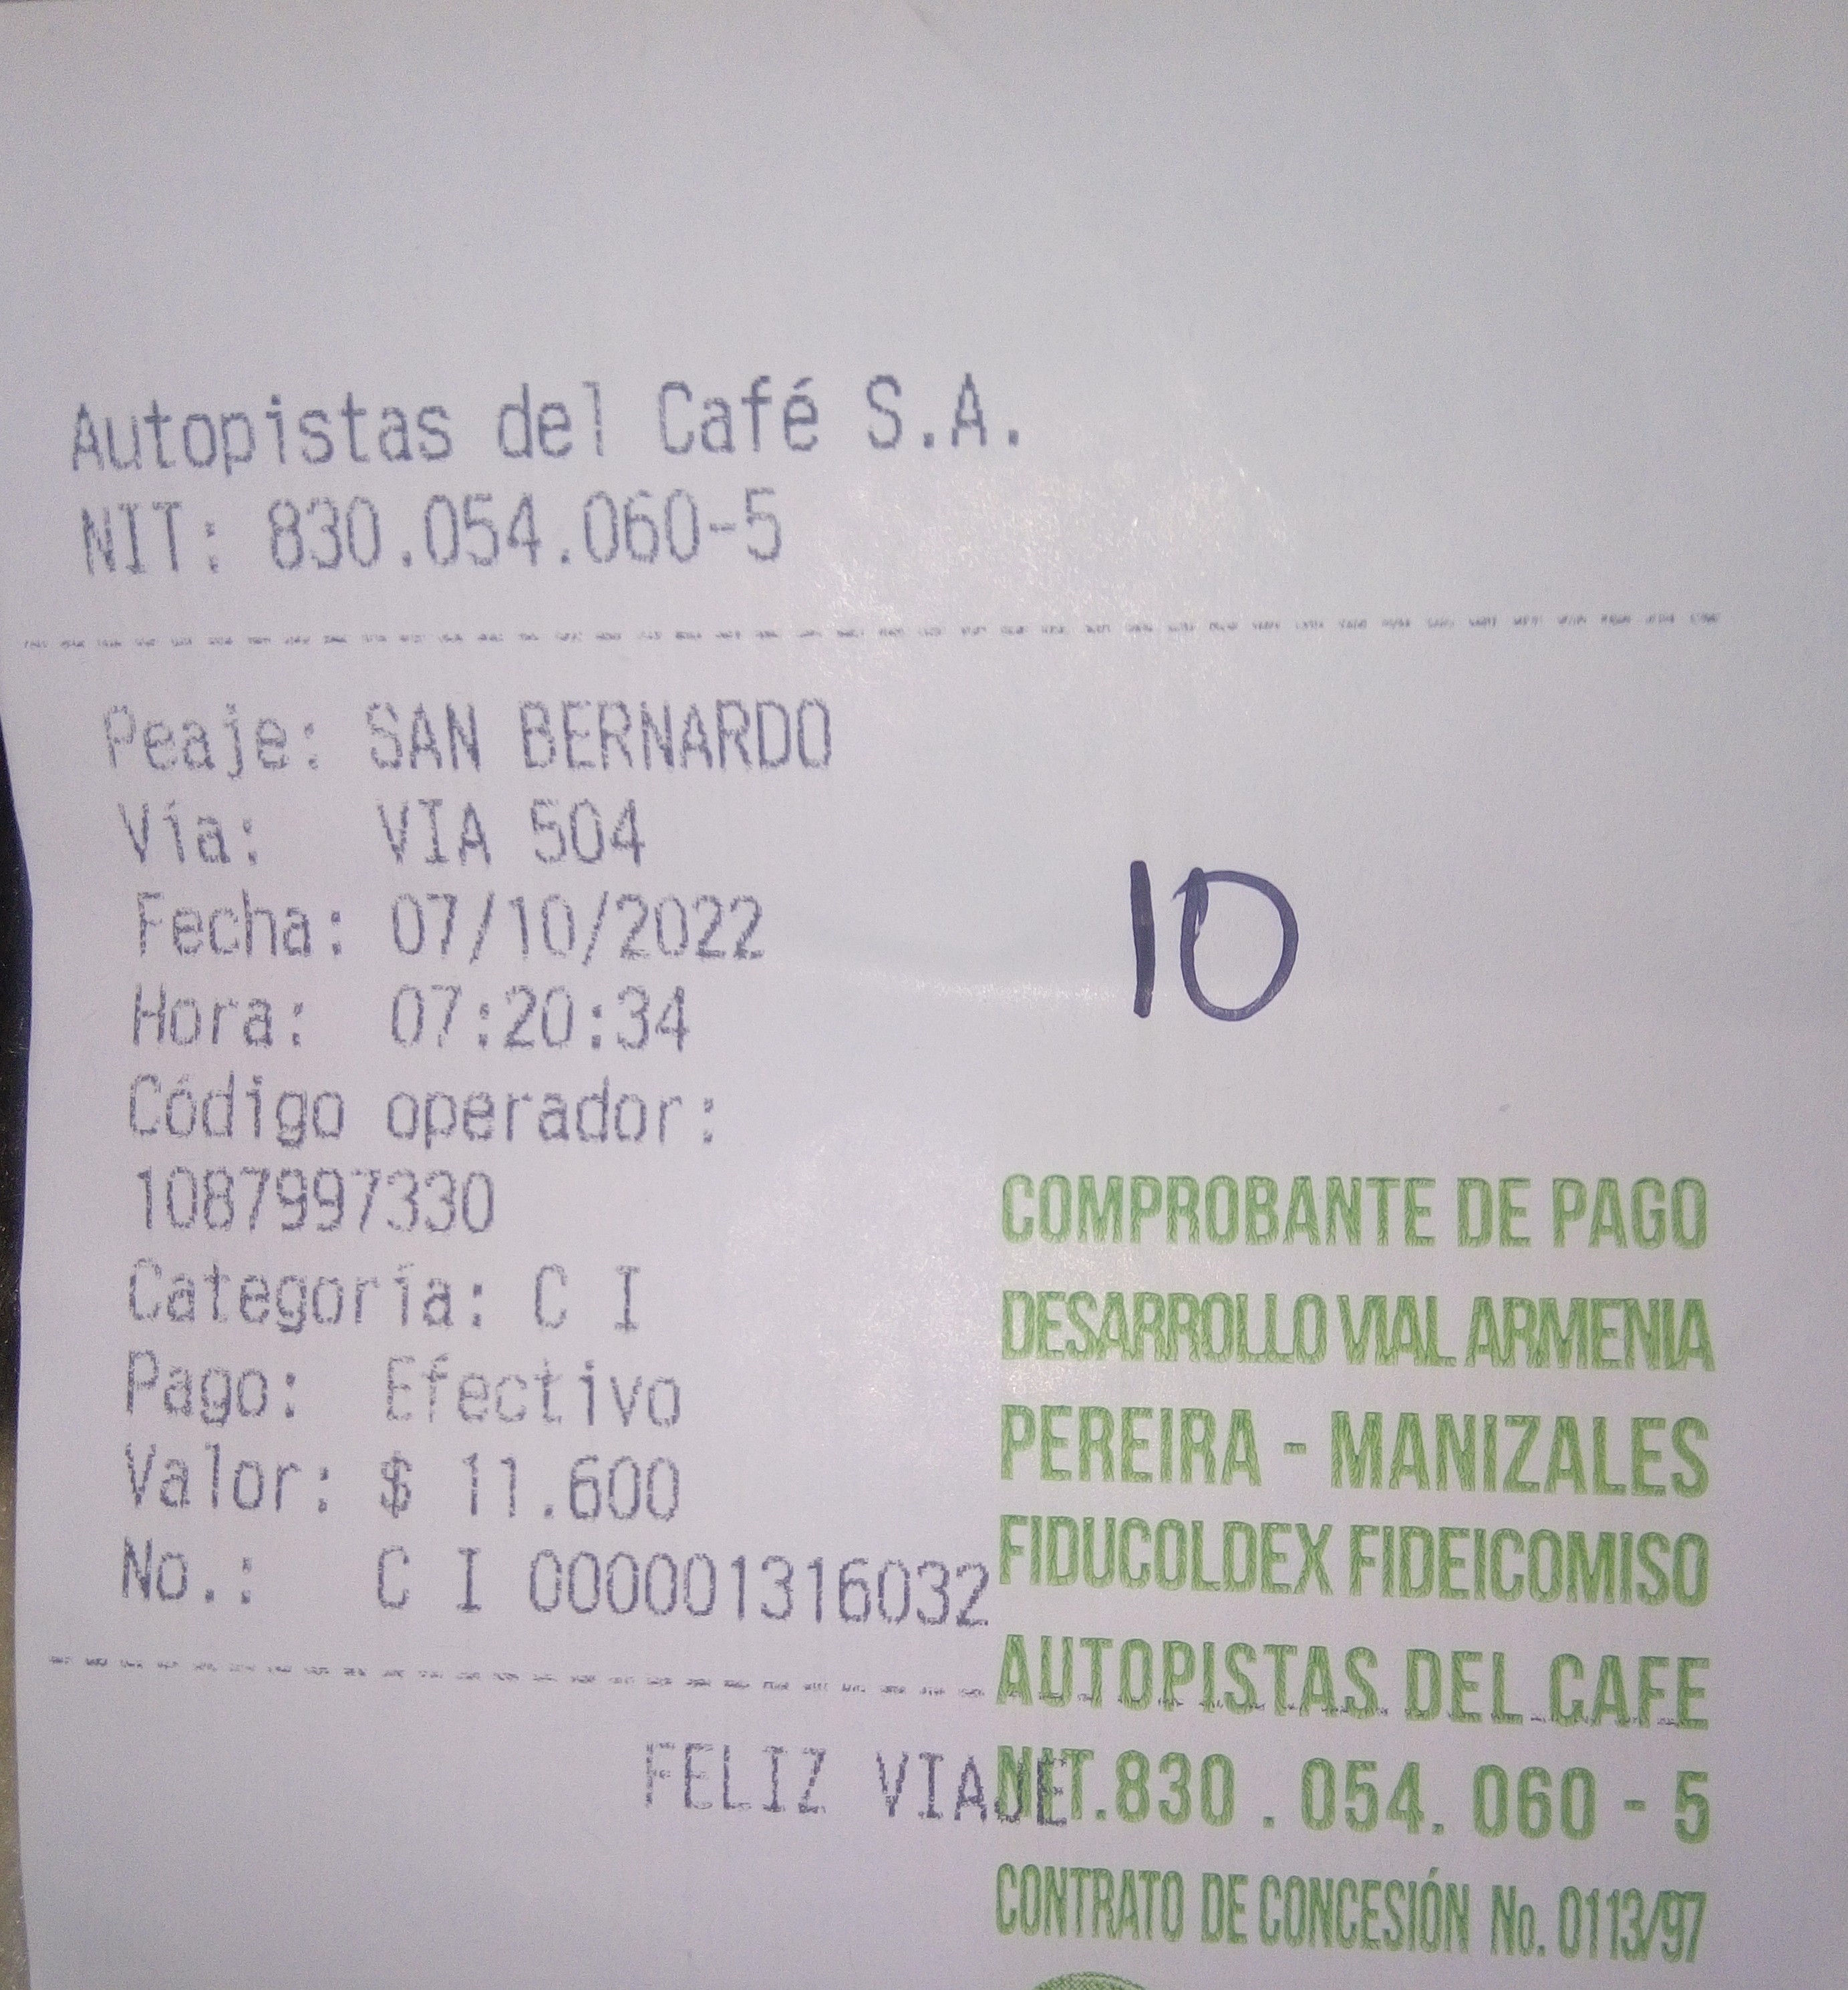 Autopistas del Café S.A.
NIT: 830.054.060-5
Peaje: SAN BERNARDO
Vía: VIA 504
Fecha: 07/10/2022
Hora: 07:20:34
Código operador:
1087997330
Categoría: C I
Pago: Efectivo
Valor: $ 11.600
No.: C I 000001316032
FELIZ VIAJE
10
COMPROBANTE DE PAGO
DESARROLLO VIAL ARMENIA
PEREIRA - MANIZALES
FIDUCOLDEX FIDEICOMISO
AUTOPISTAS DEL CAFE
NIT.830 . 054. 060 - 5
CONTRATO DE CONCESIÓN No. 0113/97